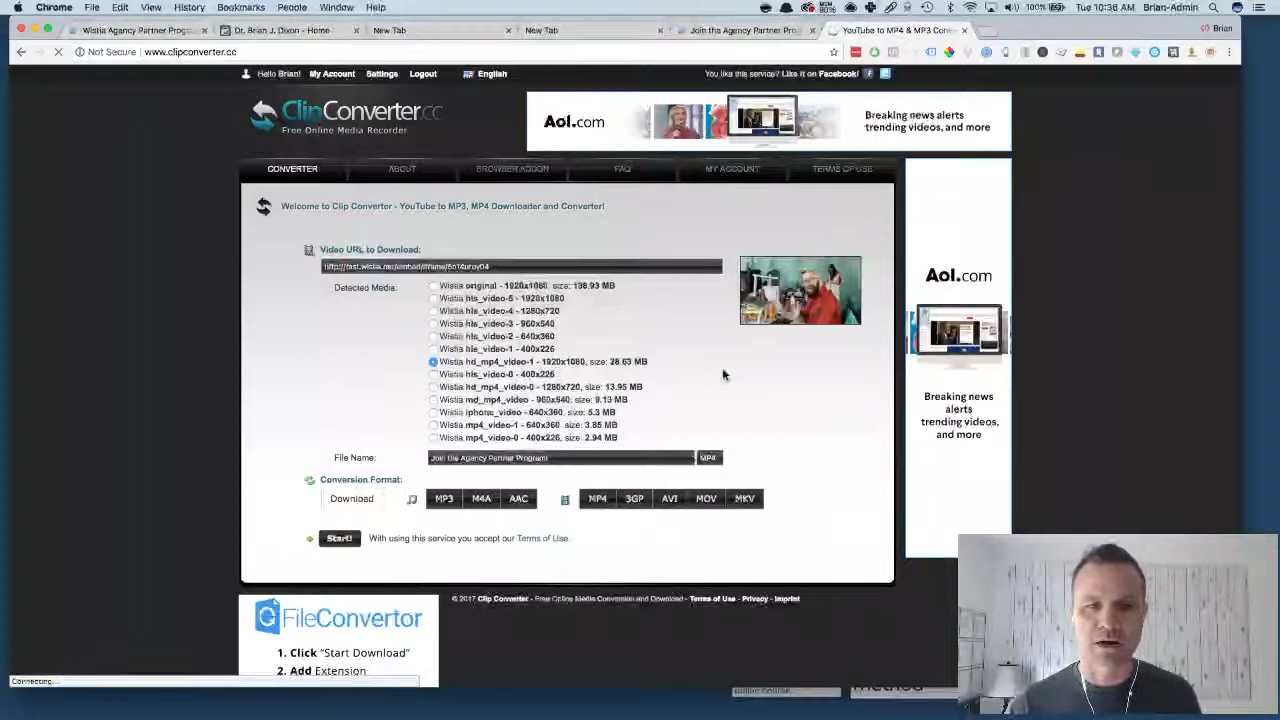 Chrome File Edit View History Bookmarks People Window Help 100% Tue 10:36 AM Brian-Admin
Wistia Agency Partner Progr Dr. Brian J. Dixon - Home New Tab New Tab Join the Agency Partner Pro YouTube to MP4 & MP3 Conv Brian
Not Secure www.clipconverter.cc
Hello Brian! My Account Settings Logout English You like this service? Like it on Facebook!
ClipConverter.cc
Free Online Media Recorder
Aol.com
Breaking news alerts
trending videos, and more
CONVERTER ABOUT BROWSER ADDON FAQ MY ACCOUNT TERMS OF USE
Welcome to Clip Converter - YouTube to MP3, MP4 Downloader and Converter!
Video URL to Download:
Detected Media:
Wistia original - 1920x1080, size: 138.93 MB
Wistia hls_video-5 - 1920x1080
Wistia hls_video-4 - 1280x720
Wistia hls_video-3 - 960x540
Wistia hls_video-2 - 640x360
Wistia hls_video-1 - 400x226
Wistia hd_mp4_video-1 - 1920x1080, size: 28.63 MB
Wistia hls_video-0 - 400x226
Wistia hd_mp4_video-0 - 1280x720, size: 13.95 MB
Wistia md_mp4_video - 960x540, size: 9.13 MB
Wistia iphone_video - 640x360, size: 5.3 MB
Wistia mp4_video-1 - 640x360, size: 3.85 MB
Wistia mp4_video-0 - 400x226, size: 2.94 MB
File Name: Join the Agency Partner Program! MP4
Conversion Format:
Download MP3 M4A AAC MP4 3GP AVI MOV MKV
Start! With using this service you accept our Terms of Use.
Aol.com
Breaking news
alerts
trending videos,
and more
© 2017 Clip Converter - Free Online Media Conversion and Download - Terms of Use - Privacy - Imprint
FileConvertor
1. Click "Start Download"
2. Add Extension
Connecting...
method